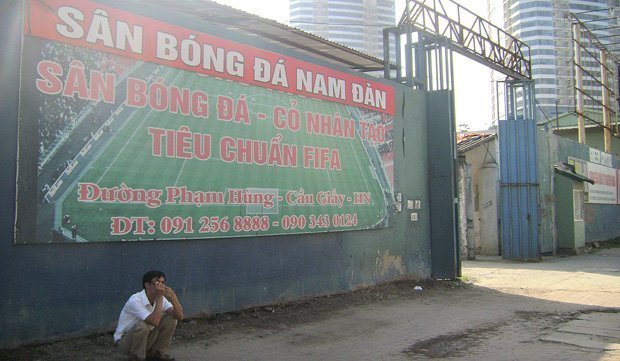 SÂN BÓNG ĐÁ NAM ĐÀN
SÂN BÓNG ĐÁ - CỎ NHÂN TẠO
TIÊU CHUẨN FIFA
Đường Phạm Hùng - Cầu Giấy - HN
ĐT: 091 256 8888 - 090 343 0124